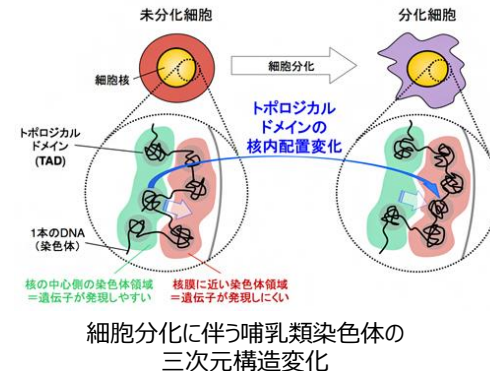 未分化細胞
分化細胞
細胞核
細胞分化
トポロジカル
ドメインの
核内配置変化
トポロジカル
ドメイン
(TAD)
1本のDNA
(染色体)
核の中心側の染色体領域
＝遺伝子が発現しやすい
核膜に近い染色体領域
＝遺伝子が発現しにくい
細胞分化に伴う哺乳類染色体の
三次元構造変化